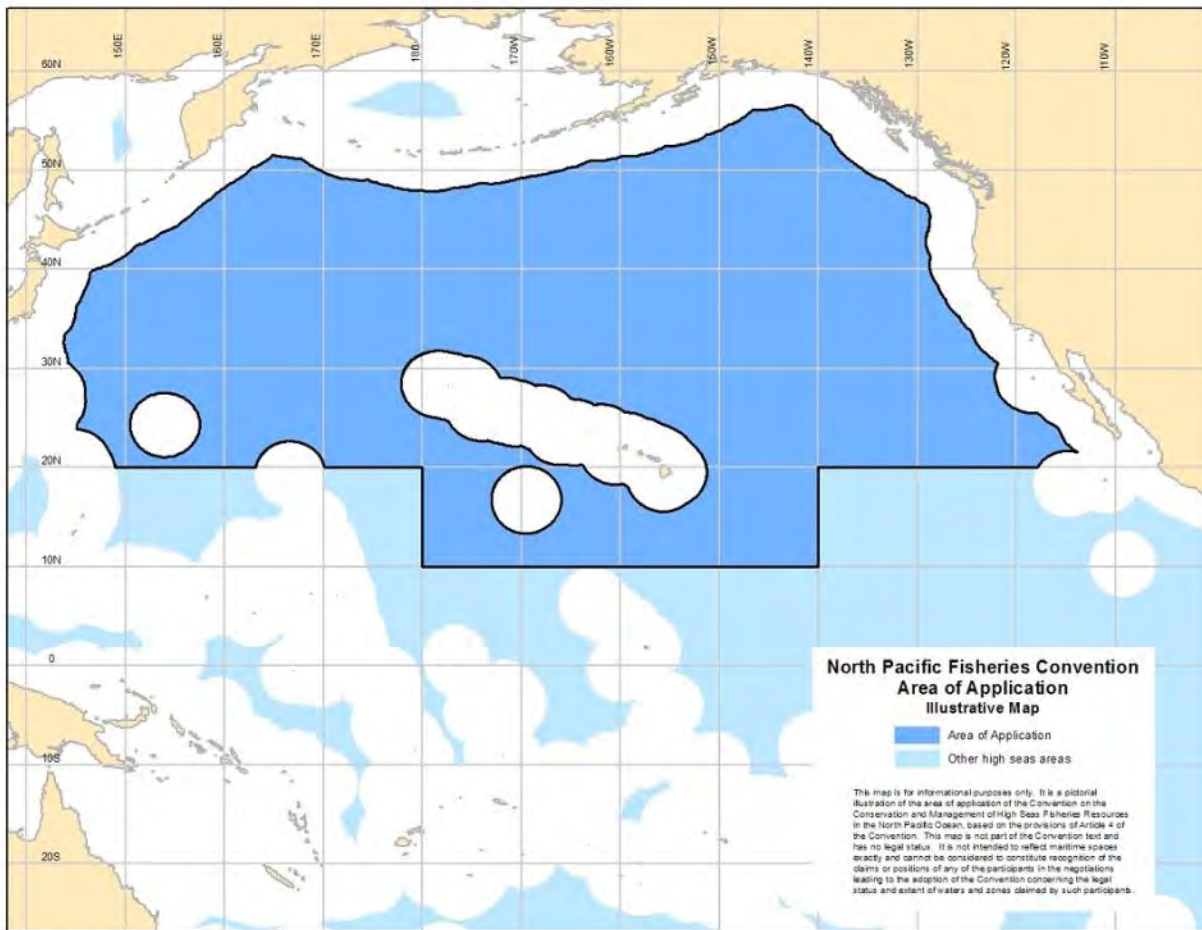 150E 160E 170E 180 170W 160W 150W 140W 130W 120W 110W
60N
50N
40N
30N
20N
10N
0
10S
20S
North Pacific Fisheries Convention
Area of Application
Illustrative Map
Area of Application
Other high seas areas
This map is for informational purposes only. It is a pictorial
illustration of the area of application of the Convention on the
Conservation and Management of High Seas Fisheries Resources
in the North Pacific Ocean, based on the provisions of Article 4 of
the Convention. This map is not part of the Convention text and
has no legal status. It is not intended to reflect maritime spaces
exactly and cannot be considered to constitute recognition of the
claims or positions of any of the participants in the negotiations
leading to the adoption of the Convention concerning the legal
status and extent of waters and zones claimed by such participants.